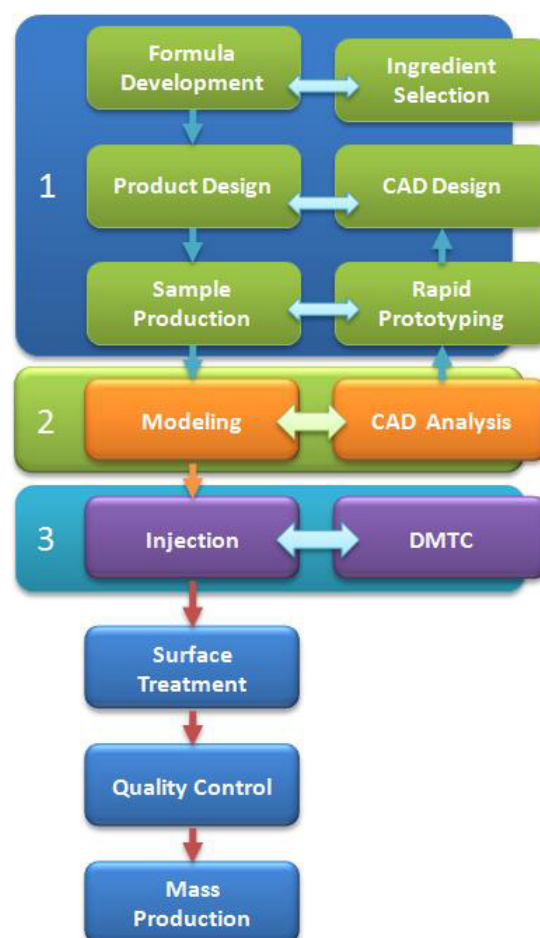 Formula
Development
Ingredient
Selection
1
Product Design
CAD Design
Sample
Production
Rapid
Prototyping
2
Modeling
CAD Analysis
3
Injection
DMTC
Surface
Treatment
Quality Control
Mass
Production